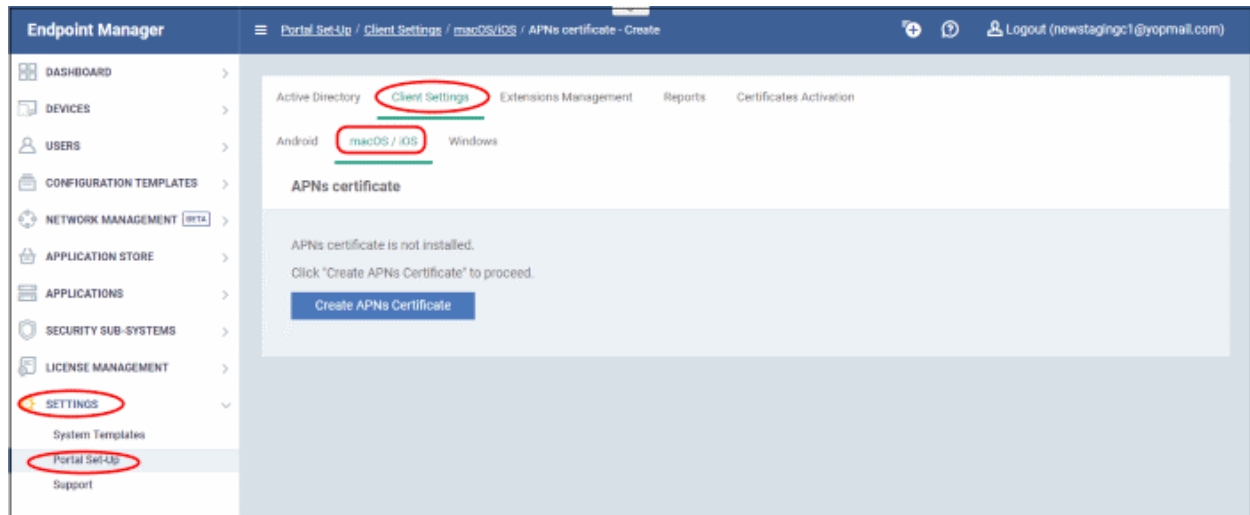 Endpoint Manager
Portal Set-Up / Client Settings / macOS/iOS / APNs certificate - Create
Logout (newstagingc1@yopmail.com)
DASHBOARD
DEVICES
USERS
CONFIGURATION TEMPLATES
NETWORK MANAGEMENT BETA
APPLICATION STORE
APPLICATIONS
SECURITY SUB-SYSTEMS
LICENSE MANAGEMENT
SETTINGS
System Templates
Portal Set-Up
Support
Active Directory Client Settings Extensions Management Reports Certificates Activation
Android macOS / iOS Windows
APNs certificate
APNs certificate is not installed.
Click "Create APNs Certificate" to proceed.
Create APNs Certificate